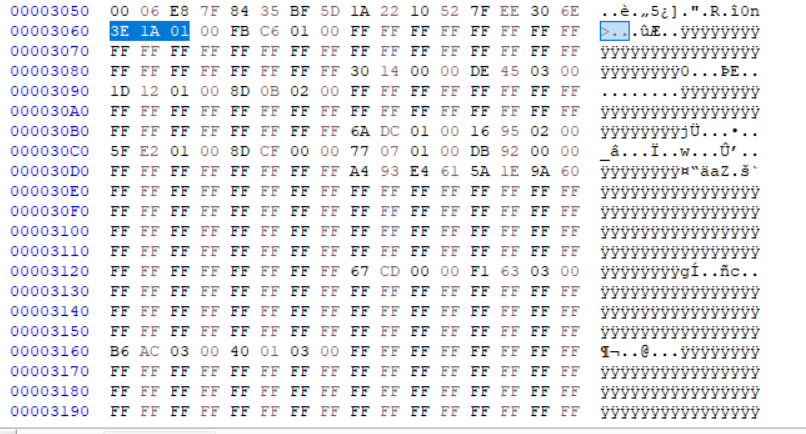 00003050 00 06 E8 7F 84 35 BF 5D 1A 22 10 52 7F EE 30 6E ..è.„5¿].".R.î0n
00003060 3E 1A 01 00 FB C6 01 00 FF FF FF FF FF FF FF FF >...ûÆ..ÿÿÿÿÿÿÿÿ
00003070 FF FF FF FF FF FF FF FF FF FF FF FF FF FF FF FF ÿÿÿÿÿÿÿÿÿÿÿÿÿÿÿÿ
00003080 FF FF FF FF FF FF FF FF 30 14 00 00 DE 45 03 00 ÿÿÿÿÿÿÿÿ0...ÞE..
00003090 1D 12 01 00 8D 0B 02 00 FF FF FF FF FF FF FF FF ........ÿÿÿÿÿÿÿÿ
000030A0 FF FF FF FF FF FF FF FF FF FF FF FF FF FF FF FF ÿÿÿÿÿÿÿÿÿÿÿÿÿÿÿÿ
000030B0 FF FF FF FF FF FF FF FF 6A DC 01 00 16 95 02 00 ÿÿÿÿÿÿÿÿjÜ...•..
000030C0 5F E2 01 00 8D CF 00 00 77 07 01 00 DB 92 00 00 _â...Ï..w...Û’..
000030D0 FF FF FF FF FF FF FF FF A4 93 E4 61 5A 1E 9A 60 ÿÿÿÿÿÿÿÿ¤“äaZ.š`
000030E0 FF FF FF FF FF FF FF FF FF FF FF FF FF FF FF FF ÿÿÿÿÿÿÿÿÿÿÿÿÿÿÿÿ
000030F0 FF FF FF FF FF FF FF FF FF FF FF FF FF FF FF FF ÿÿÿÿÿÿÿÿÿÿÿÿÿÿÿÿ
00003100 FF FF FF FF FF FF FF FF FF FF FF FF FF FF FF FF ÿÿÿÿÿÿÿÿÿÿÿÿÿÿÿÿ
00003110 FF FF FF FF FF FF FF FF FF FF FF FF FF FF FF FF ÿÿÿÿÿÿÿÿÿÿÿÿÿÿÿÿ
00003120 FF FF FF FF FF FF FF FF 67 CD 00 00 F1 63 03 00 ÿÿÿÿÿÿÿÿgÍ..ñc..
00003130 FF FF FF FF FF FF FF FF FF FF FF FF FF FF FF FF ÿÿÿÿÿÿÿÿÿÿÿÿÿÿÿÿ
00003140 FF FF FF FF FF FF FF FF FF FF FF FF FF FF FF FF ÿÿÿÿÿÿÿÿÿÿÿÿÿÿÿÿ
00003150 FF FF FF FF FF FF FF FF FF FF FF FF FF FF FF FF ÿÿÿÿÿÿÿÿÿÿÿÿÿÿÿÿ
00003160 B6 AC 03 00 40 01 03 00 FF FF FF FF FF FF FF FF ¶¬..@...ÿÿÿÿÿÿÿÿ
00003170 FF FF FF FF FF FF FF FF FF FF FF FF FF FF FF FF ÿÿÿÿÿÿÿÿÿÿÿÿÿÿÿÿ
00003180 FF FF FF FF FF FF FF FF FF FF FF FF FF FF FF FF ÿÿÿÿÿÿÿÿÿÿÿÿÿÿÿÿ
00003190 FF FF FF FF FF FF FF FF FF FF FF FF FF FF FF FF ÿÿÿÿÿÿÿÿÿÿÿÿÿÿÿÿ